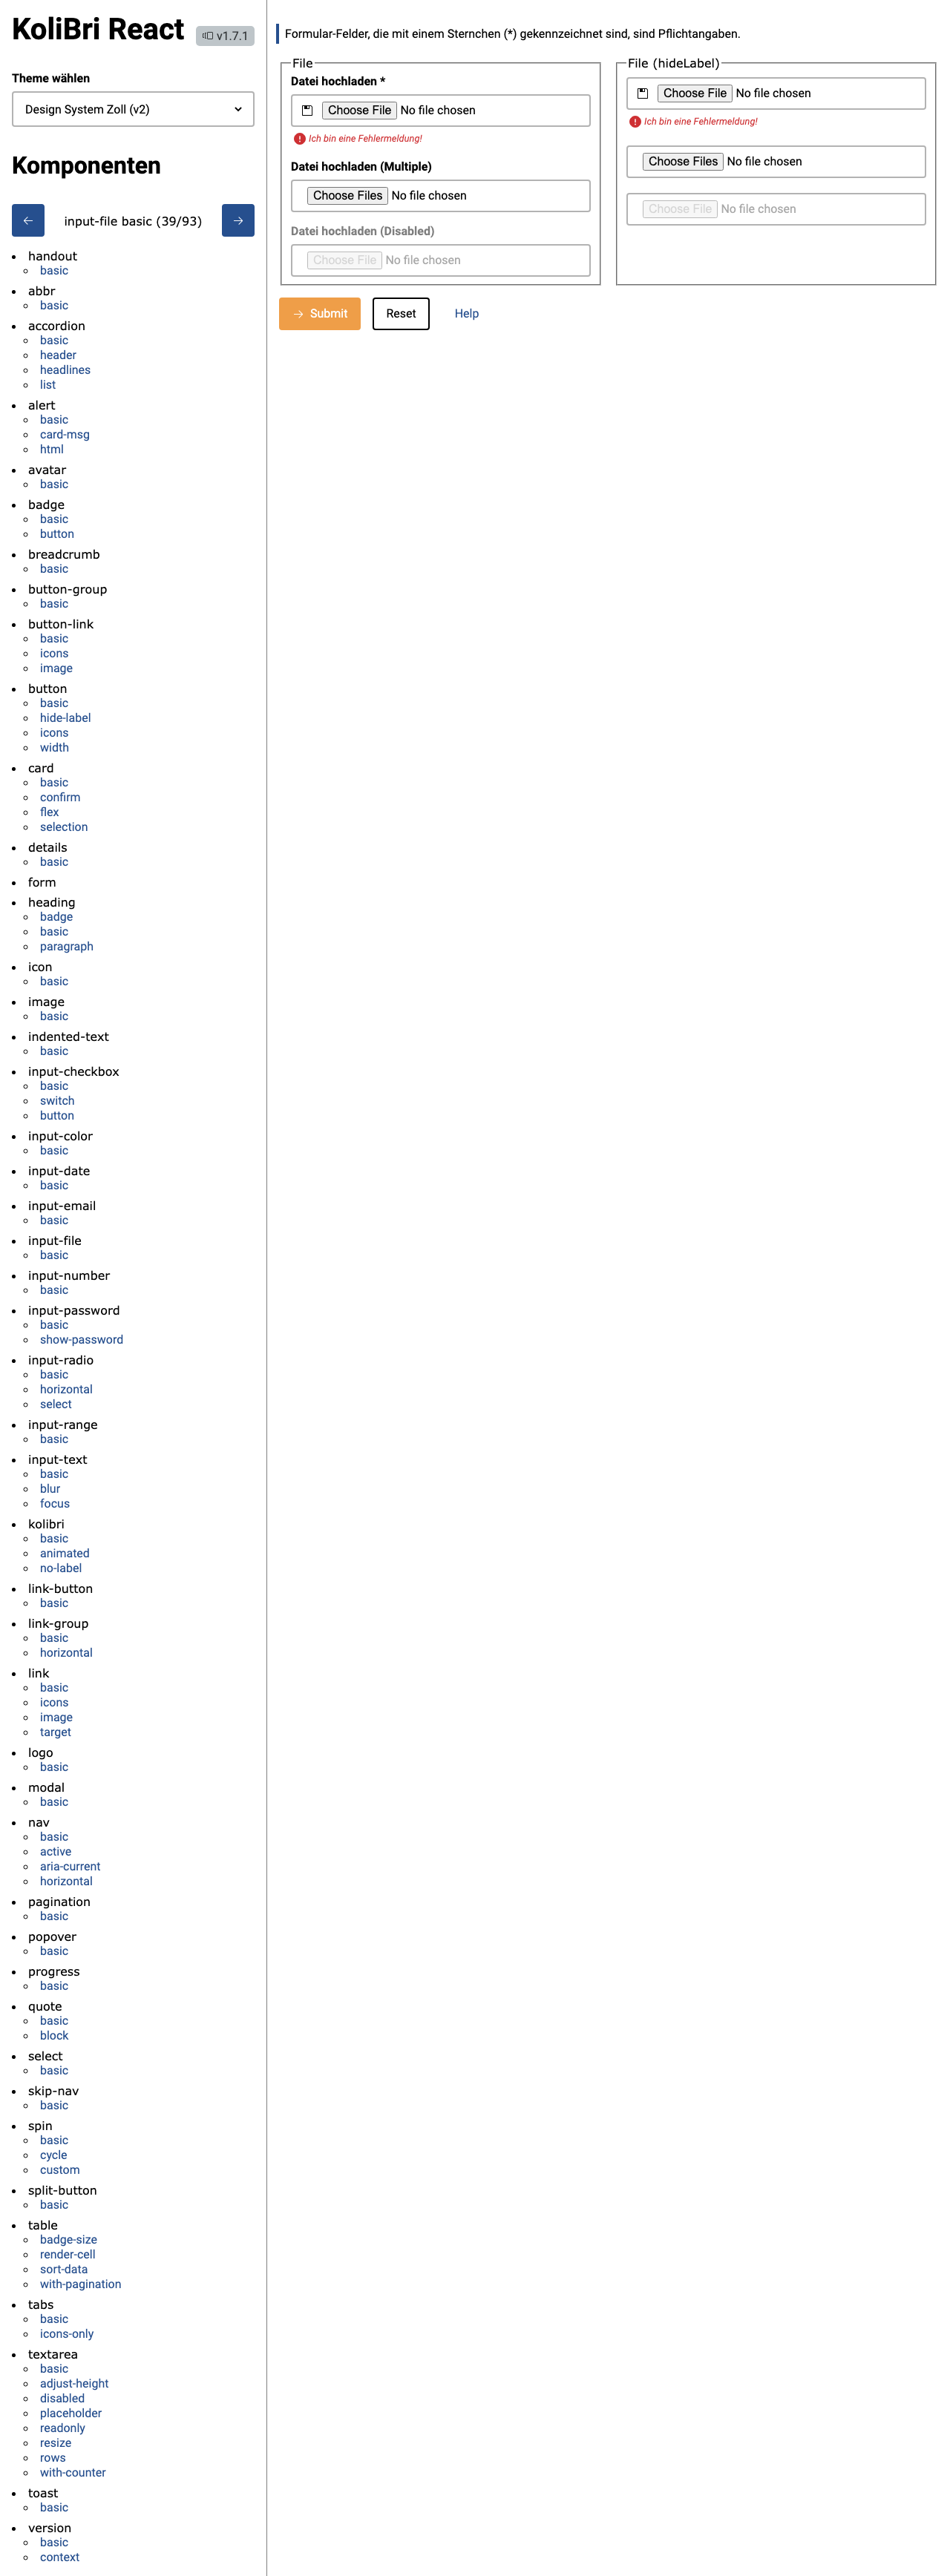 KoliBri React
v1.7.1
Theme wählen
Design System Zoll (v2)
Komponenten
input-file basic (39/93)
handout
basic
abbr
basic
accordion
basic
header
headlines
list
alert
basic
card-msg
html
avatar
basic
badge
basic
button
breadcrumb
basic
button-group
basic
button-link
basic
icons
image
button
basic
hide-label
icons
width
card
basic
confirm
flex
selection
details
basic
form
heading
badge
basic
paragraph
icon
basic
image
basic
indented-text
basic
input-checkbox
basic
switch
button
input-color
basic
input-date
basic
input-email
basic
input-file
basic
input-number
basic
input-password
basic
show-password
input-radio
basic
horizontal
select
input-range
basic
input-text
basic
blur
focus
kolibri
basic
animated
no-label
link-button
basic
link-group
basic
horizontal
link
basic
icons
image
target
logo
basic
modal
basic
nav
basic
active
aria-current
horizontal
pagination
basic
popover
basic
progress
basic
quote
basic
block
select
basic
skip-nav
basic
spin
basic
cycle
custom
split-button
basic
table
badge-size
render-cell
sort-data
with-pagination
tabs
basic
icons-only
textarea
basic
adjust-height
disabled
placeholder
readonly
resize
rows
with-counter
toast
basic
version
basic
context
Formular-Felder, die mit einem Sternchen (*) gekennzeichnet sind, sind Pflichtangaben.
File
Datei hochladen *
Choose File No file chosen
Ich bin eine Fehlermeldung!
Datei hochladen (Multiple)
Choose Files No file chosen
Datei hochladen (Disabled)
Choose File No file chosen
File (hideLabel)
Choose File No file chosen
Ich bin eine Fehlermeldung!
Choose Files No file chosen
Choose File No file chosen
Submit
Reset
Help